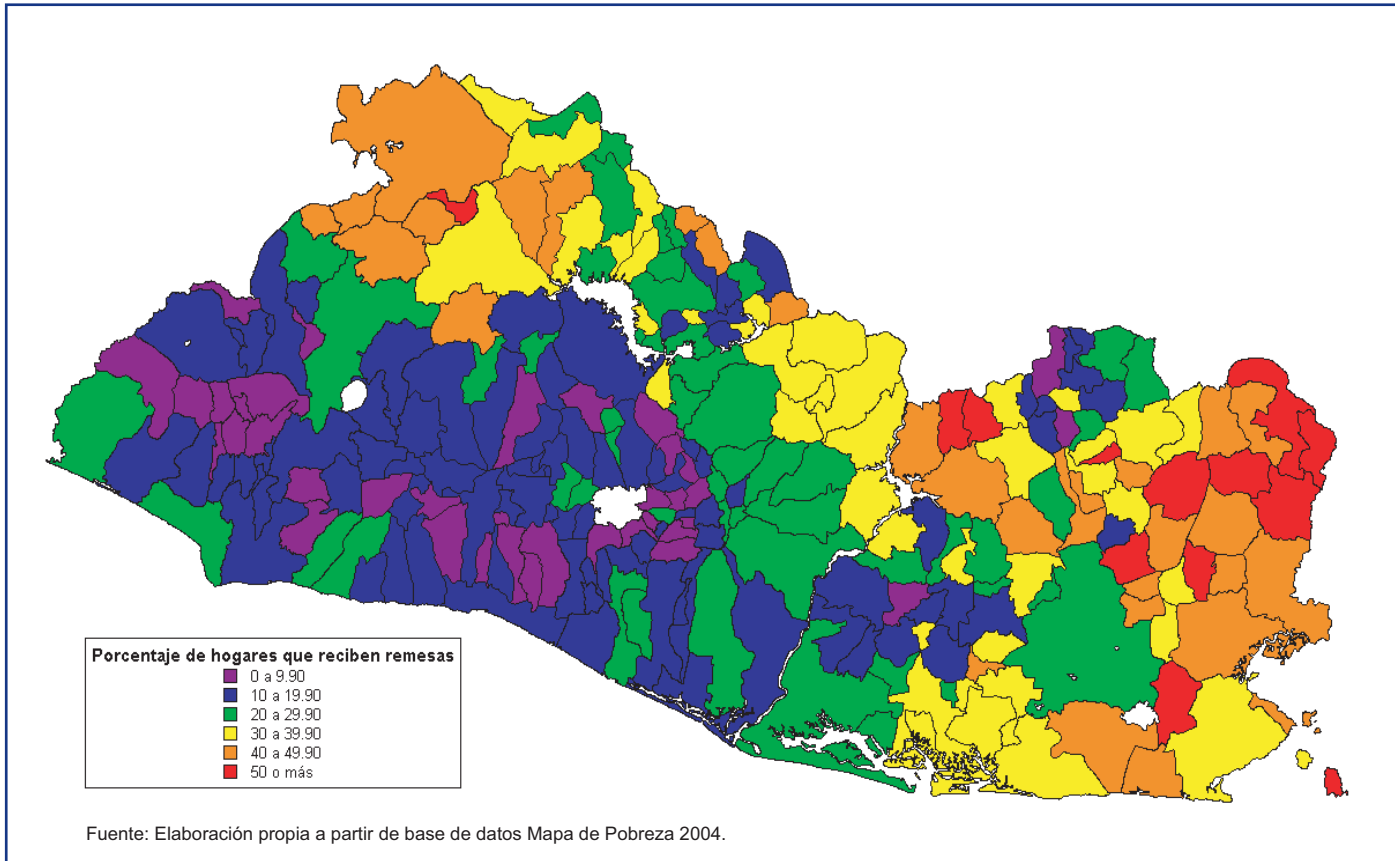 Porcentaje de hogares que reciben remesas
0 a 9.90
10 a 19.90
20 a 29.90
30 a 39.90
40 a 49.90
50 o más
Fuente: Elaboración propia a partir de base de datos Mapa de Pobreza 2004.